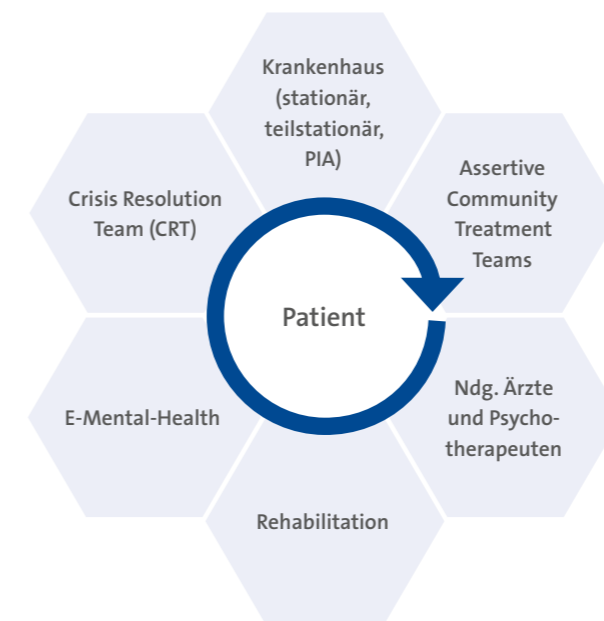 Krankenhaus
(stationär,
teilstationär,
PIA)
Assertive
Community
Treatment
Teams
Crisis Resolution
Team (CRT)
Patient
E-Mental-Health
Ndg. Ärzte
und Psycho-
therapeuten
Rehabilitation